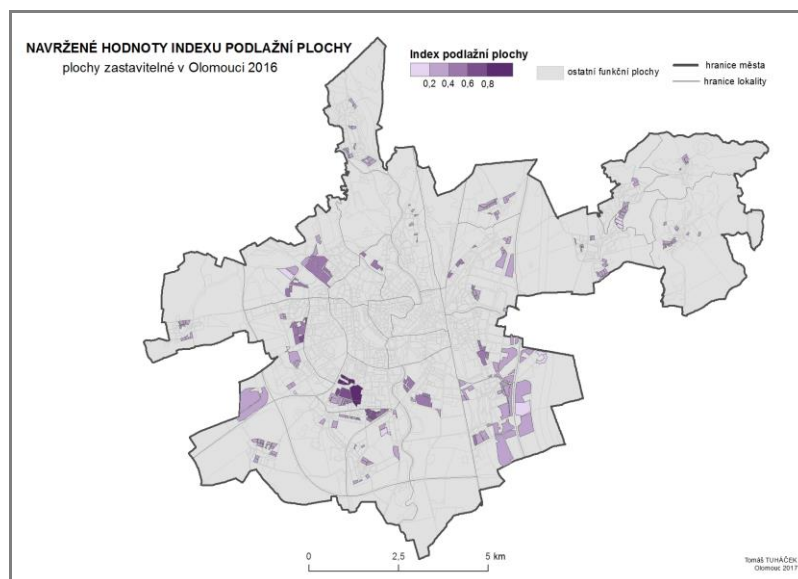 NAVRŽENÉ HODNOTY INDEXU PODLAŽNÍ PLOCHY
plochy zastavitelné v Olomouci 2016
Index podlažní plochy
0,2 0,4 0,6 0,8
ostatní funkční plochy
hranice města
hranice lokality
0 2,5 5 km
Tomáš TUHÁČEK
Olomouc 2017